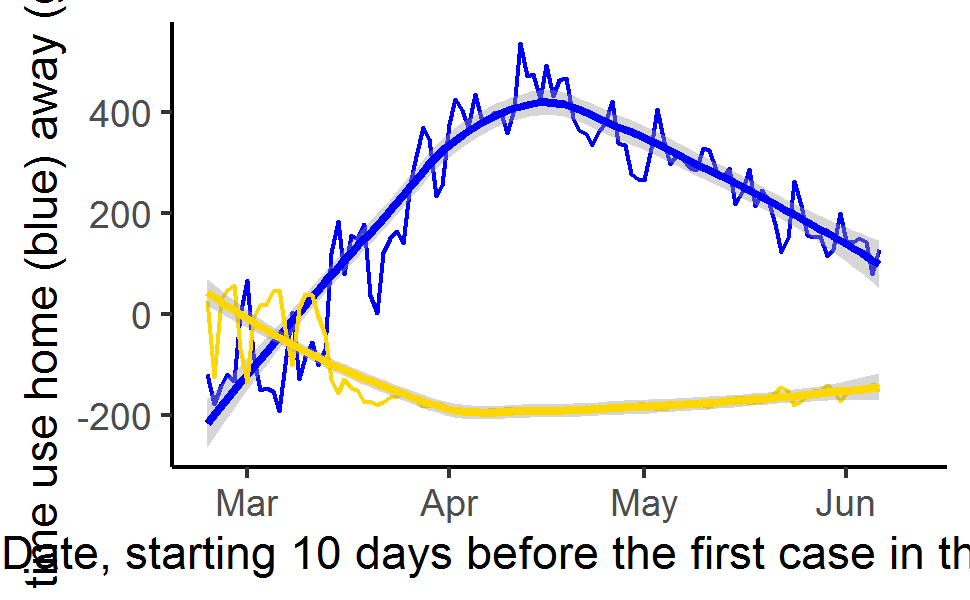 time use home (blue) away (
400
200
0
-200
Mar Apr May Jun
Date, starting 10 days before the first case in th